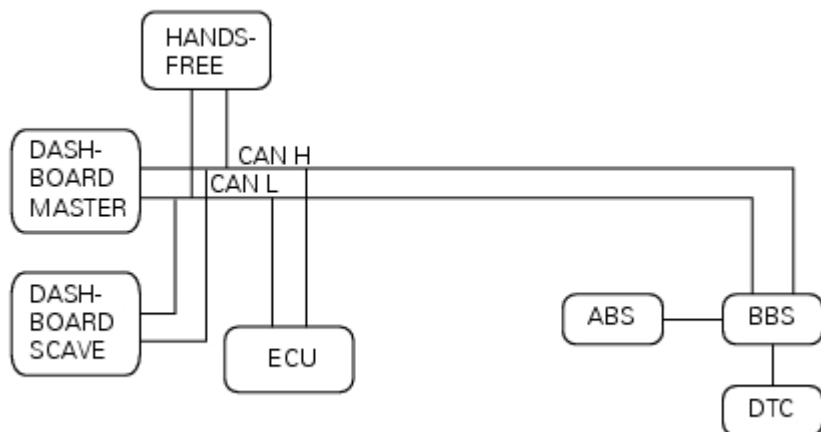 HANDS-
FREE
DASH-
BOARD
MASTER
CAN H
CAN L
DASH-
BOARD
SCAVE
ECU
ABS
BBS
DTC